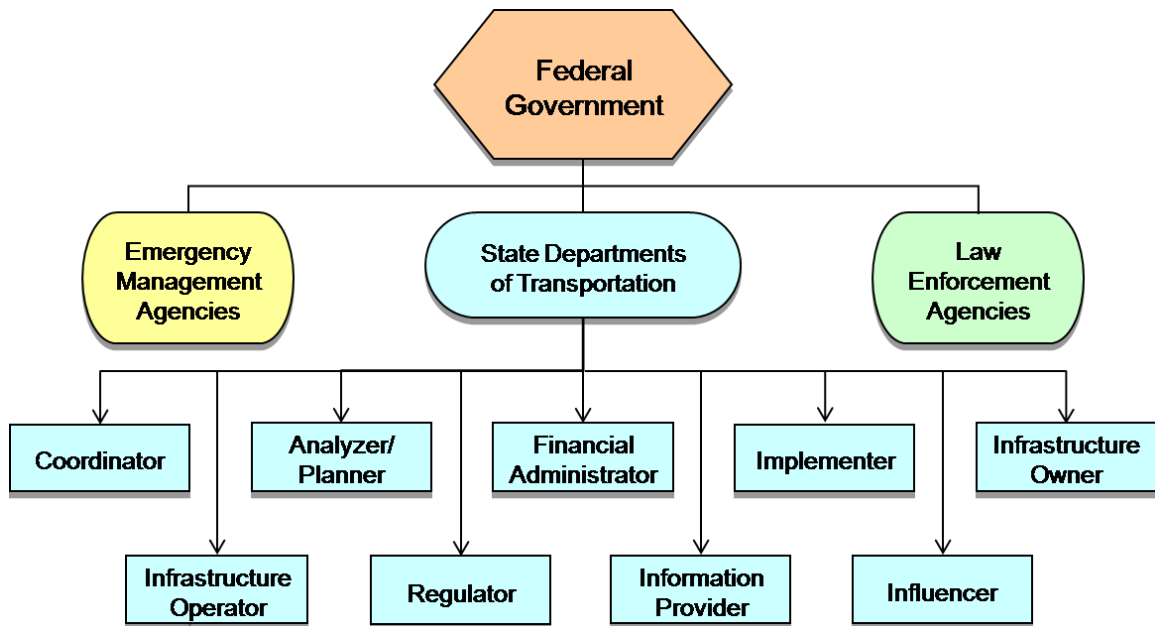 Federal
Government
Emergency
Management
Agencies
State Departments
of Transportation
Law
Enforcement
Agencies
Coordinator
Analyzer/
Planner
Financial
Administrator
Implementer
Infrastructure
Owner
Infrastructure
Operator
Regulator
Information
Provider
Influencer